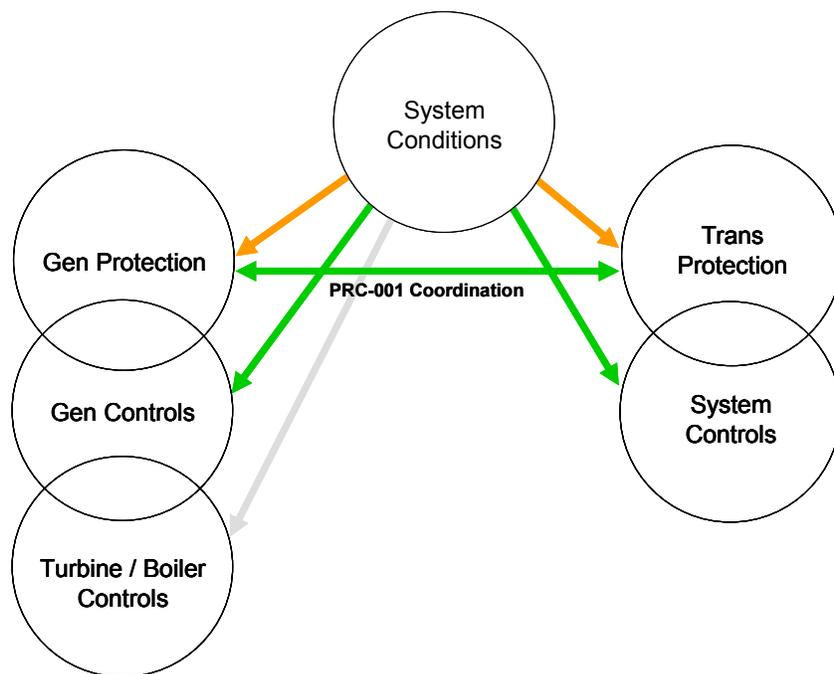 System
Conditions
Gen Protection
Trans
Protection
PRC-001 Coordination
Gen Controls
System
Controls
Turbine / Boiler
Controls